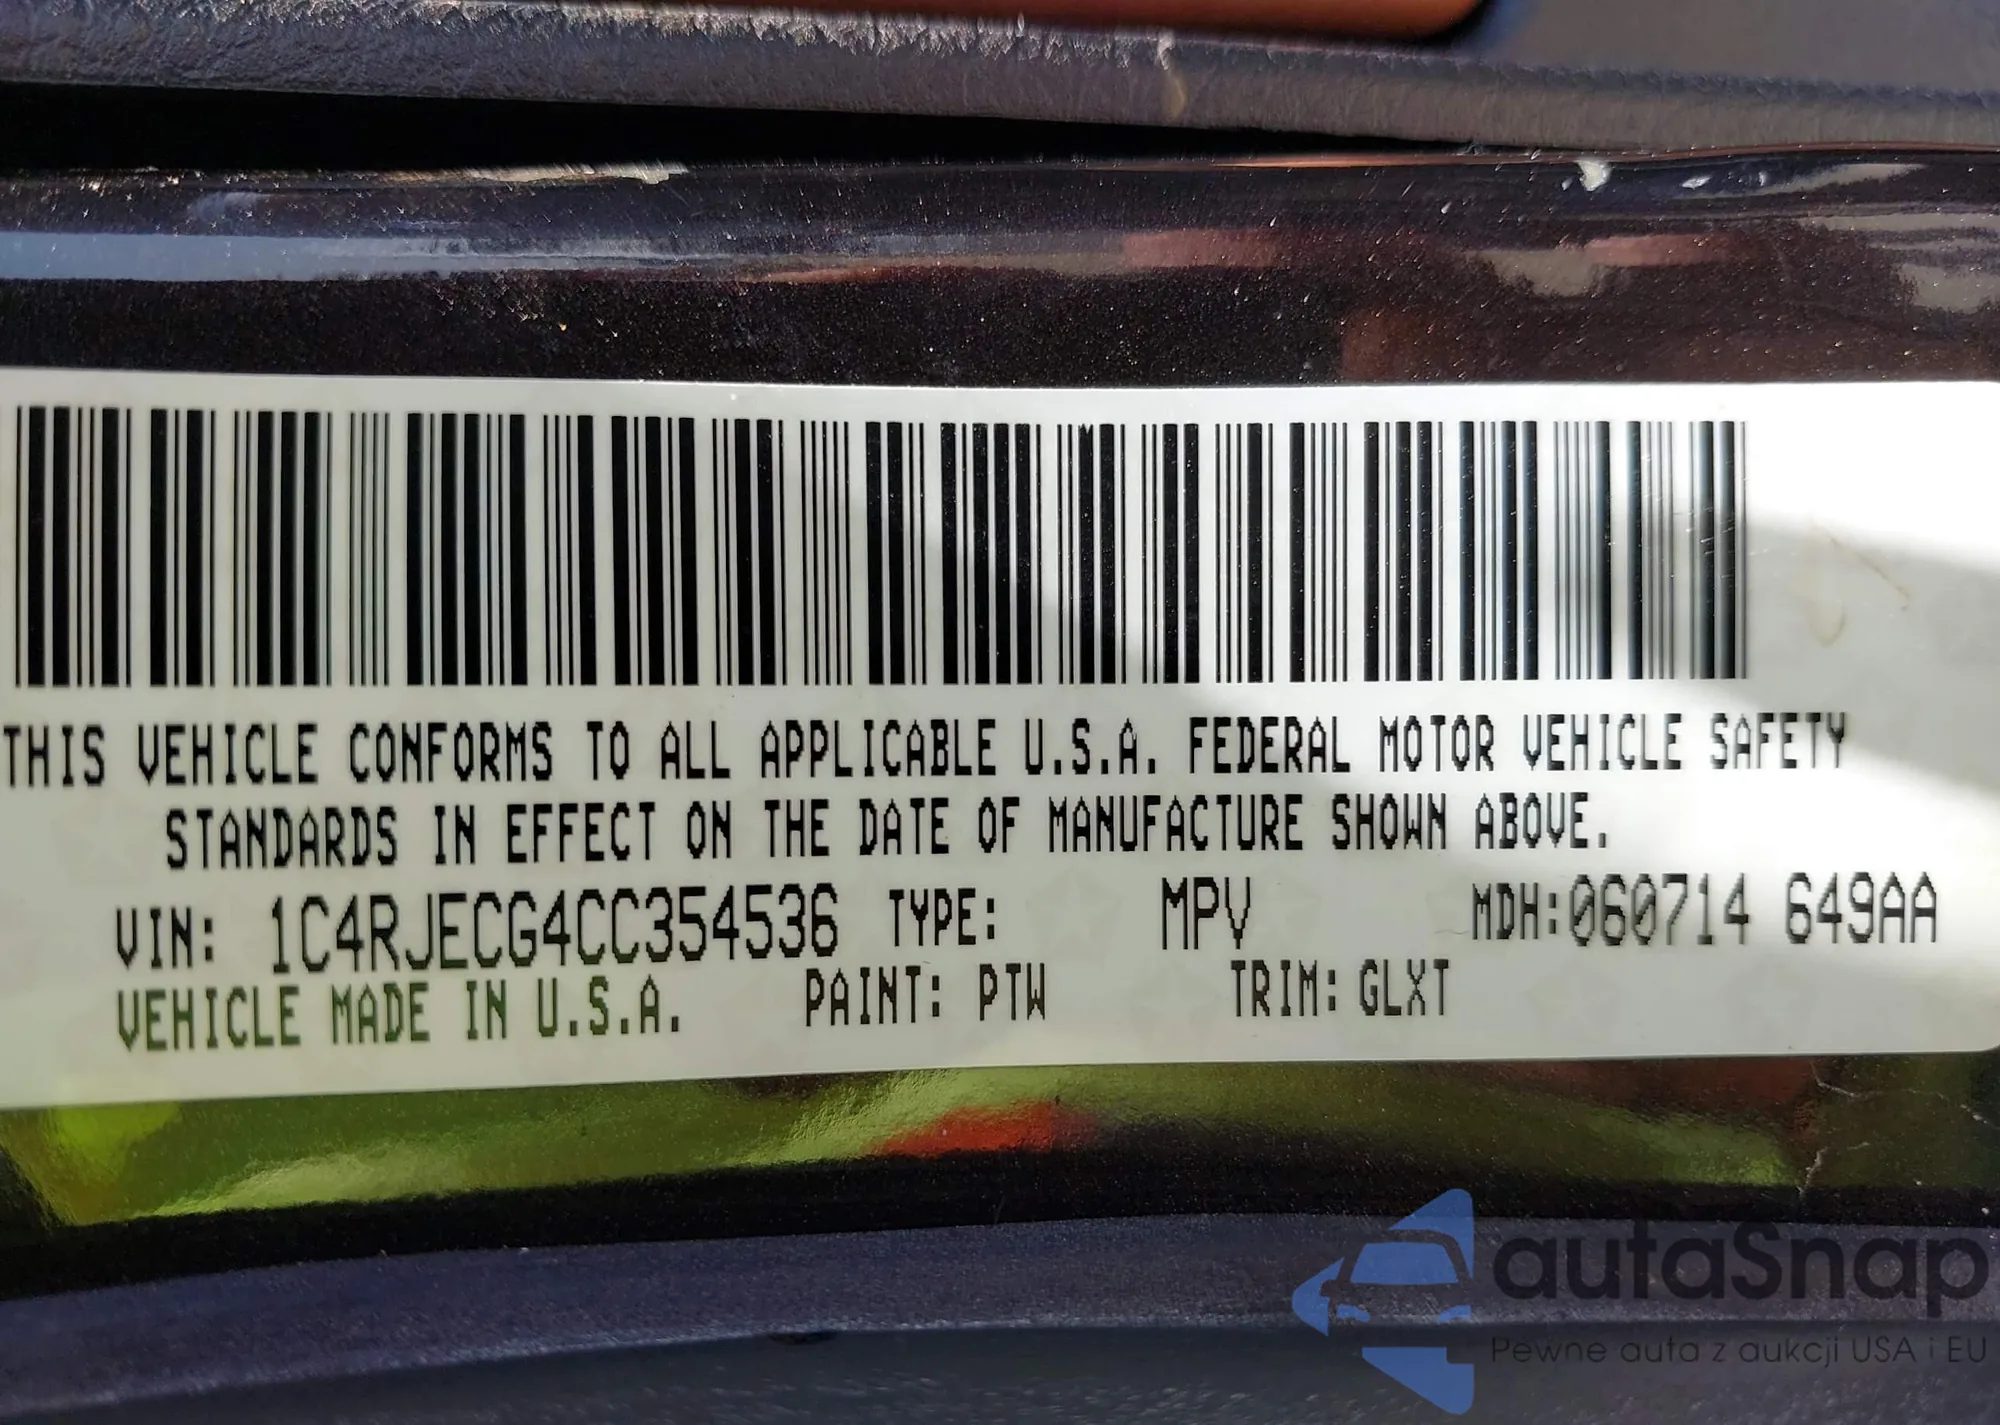 THIS VEHICLE CONFORMS TO ALL APPLICABLE U.S.A. FEDERAL MOTOR VEHICLE SAFETY
STANDARDS IN EFFECT ON THE DATE OF MANUFACTURE SHOWN ABOVE.
VIN: 1C4RJECG4CC354536 TYPE: MPV MDH:060714 649AA
VEHICLE MADE IN U.S.A. PAINT: PTW TRIM: GLXT
autaSnap
Pewne auta z aukcji USA i EU